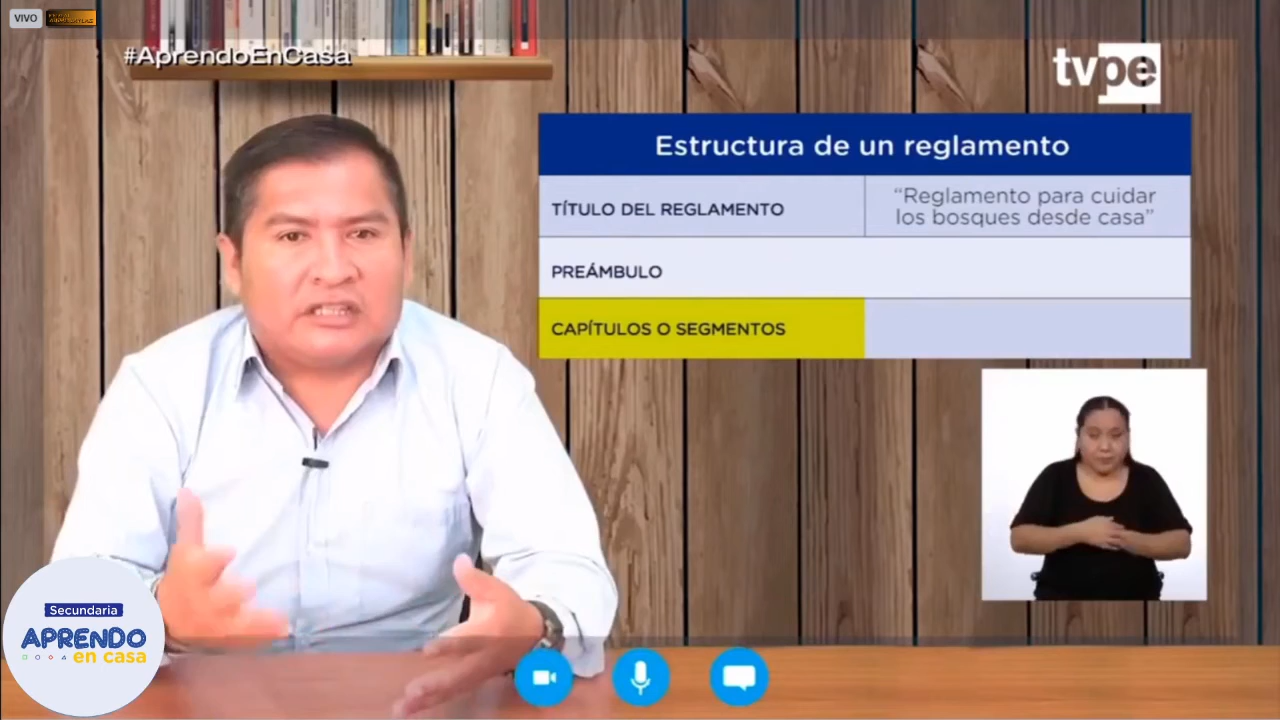 VIVO
#AprendoEnCasa
tvpe
Estructura de un reglamento
TÍTULO DEL REGLAMENTO
“Reglamento para cuidar
los bosques desde casa”
PREÁMBULO
CAPÍTULOS O SEGMENTOS
Secundaria
APRENDO
en casa